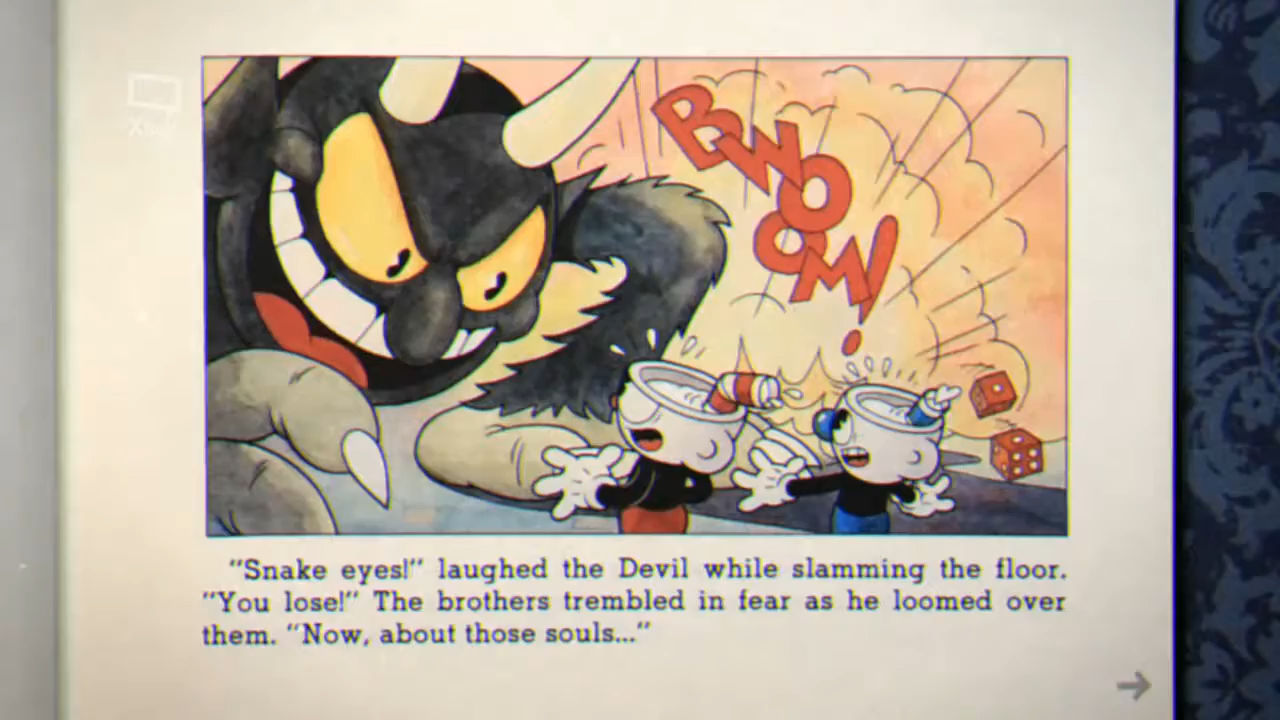 BWOOM!
"Snake eyes!" laughed the Devil while slamming the floor.
"You lose!" The brothers trembled in fear as he loomed over
them. "Now, about those souls..."